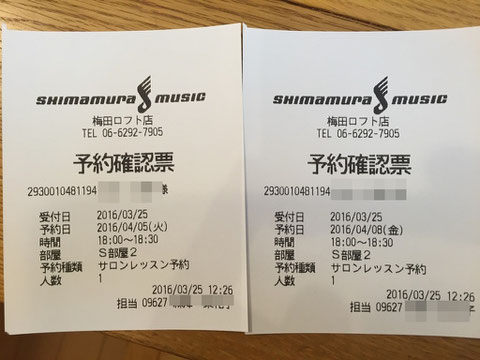 SHIMAMURA MUSIC
梅田ロフト店
TEL 06-6292-7905
予約確認票
2930010481194 様
受付日 2016/03/25
予約日 2016/04/05(火)
時間 18:00～18:30
部屋 S部屋2
予約種類 サロンレッスン予約
人数 1
2016/03/25 12:26
担当 09627
SHIMAMURA MUSIC
梅田ロフト店
TEL 06-6292-7905
予約確認票
2930010481194
受付日 2016/03/25
予約日 2016/04/08(金)
時間 18:00～18:30
部屋 S部屋2
予約種類 サロンレッスン予約
人数 1
2016/03/25 12:26
担当 09627